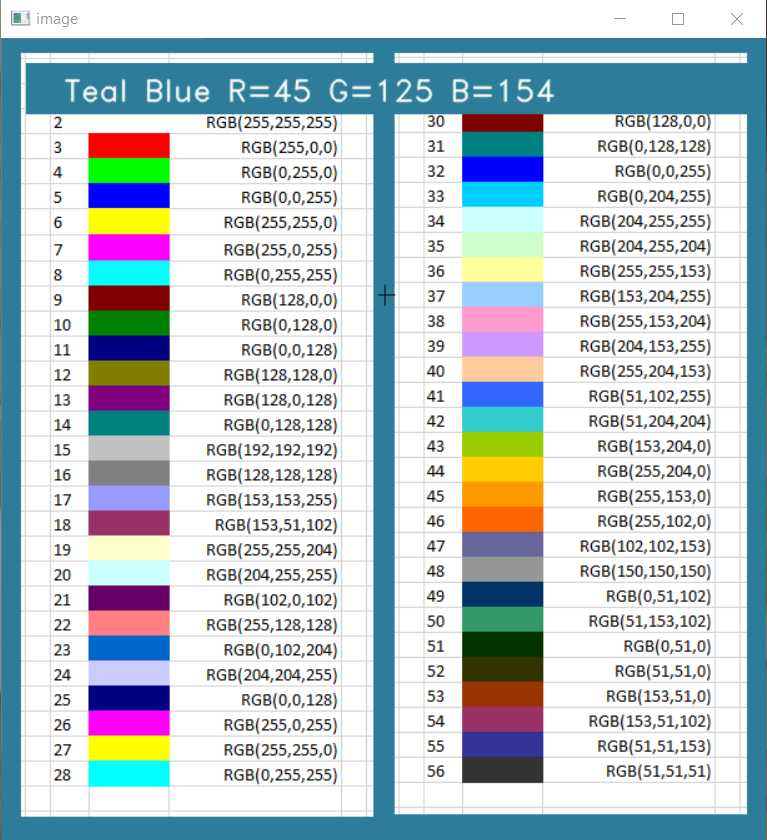 image
Teal Blue R=45 G=125 B=154
2 RGB(255,255,255)
3 RGB(255,0,0)
4 RGB(0,255,0)
5 RGB(0,0,255)
6 RGB(255,255,0)
7 RGB(255,0,255)
8 RGB(0,255,255)
9 RGB(128,0,0)
10 RGB(0,128,0)
11 RGB(0,0,128)
12 RGB(128,128,0)
13 RGB(128,0,128)
14 RGB(0,128,128)
15 RGB(192,192,192)
16 RGB(128,128,128)
17 RGB(153,153,255)
18 RGB(153,51,102)
19 RGB(255,255,204)
20 RGB(204,255,255)
21 RGB(102,0,102)
22 RGB(255,128,128)
23 RGB(0,102,204)
24 RGB(204,204,255)
25 RGB(0,0,128)
26 RGB(255,0,255)
27 RGB(255,255,0)
28 RGB(0,255,255)
30 RGB(128,0,0)
31 RGB(0,128,128)
32 RGB(0,0,255)
33 RGB(0,204,255)
34 RGB(204,255,255)
35 RGB(204,255,204)
36 RGB(255,255,153)
37 RGB(153,204,255)
38 RGB(255,153,204)
39 RGB(204,153,255)
40 RGB(255,204,153)
41 RGB(51,102,255)
42 RGB(51,204,204)
43 RGB(153,204,0)
44 RGB(255,204,0)
45 RGB(255,153,0)
46 RGB(255,102,0)
47 RGB(102,102,153)
48 RGB(150,150,150)
49 RGB(0,51,102)
50 RGB(51,153,102)
51 RGB(0,51,0)
52 RGB(51,51,0)
53 RGB(153,51,0)
54 RGB(153,51,102)
55 RGB(51,51,153)
56 RGB(51,51,51)